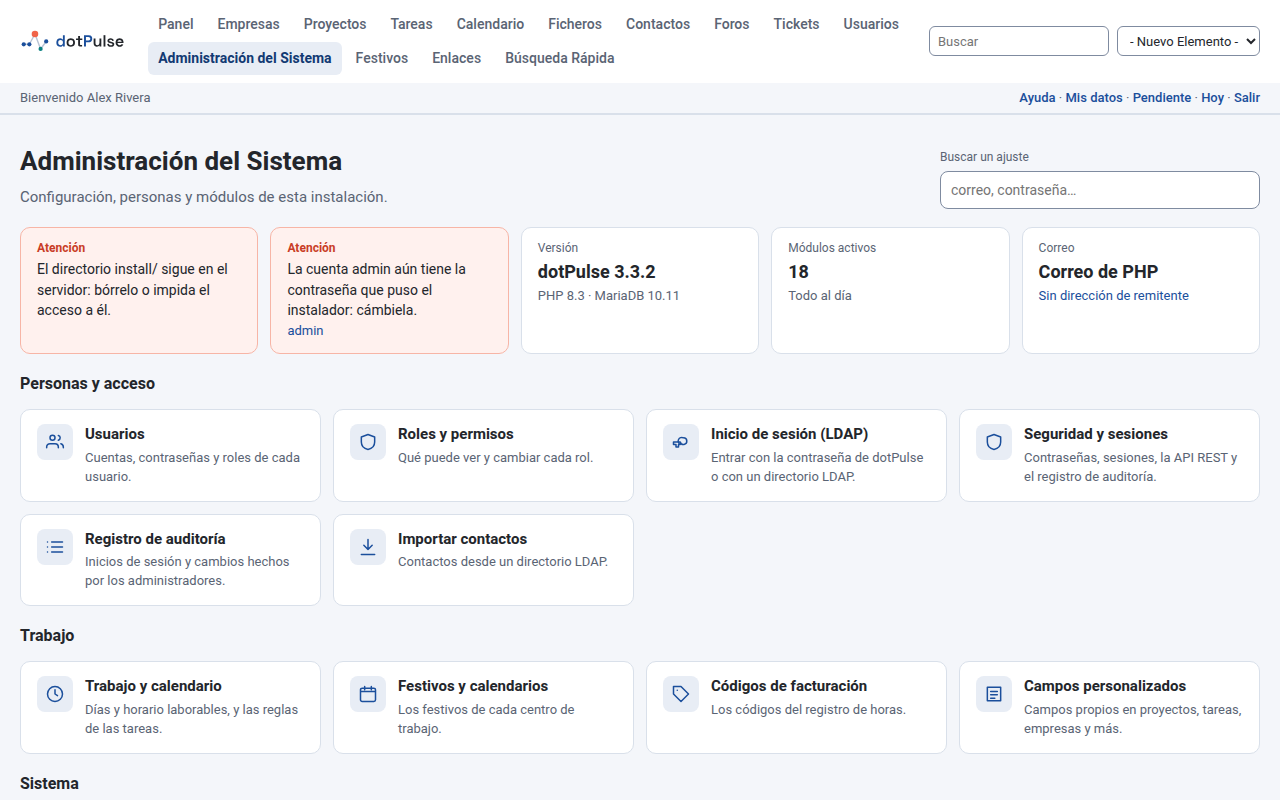 dotPulse
Panel Empresas Proyectos Tareas Calendario Ficheros Contactos Foros Tickets Usuarios
Administración del Sistema Festivos Enlaces Búsqueda Rápida
Buscar
- Nuevo Elemento -
Bienvenido Alex Rivera
Ayuda · Mis datos · Pendiente · Hoy · Salir
Administración del Sistema
Configuración, personas y módulos de esta instalación.
Buscar un ajuste
correo, contraseña...
Atención
El directorio install/ sigue en el
servidor: bórrelo o impida el
acceso a él.
Atención
La cuenta admin aún tiene la
contraseña que puso el
instalador: cámbiela.
admin
Versión
dotPulse 3.3.2
PHP 8.3 · MariaDB 10.11
Módulos activos
18
Todo al día
Correo
Correo de PHP
Sin dirección de remitente
Personas y acceso
Usuarios
Cuentas, contraseñas y roles de cada
usuario.
Roles y permisos
Qué puede ver y cambiar cada rol.
Inicio de sesión (LDAP)
Entrar con la contraseña de dotPulse
o con un directorio LDAP.
Seguridad y sesiones
Contraseñas, sesiones, la API REST y
el registro de auditoría.
Registro de auditoría
Inicios de sesión y cambios hechos
por los administradores.
Importar contactos
Contactos desde un directorio LDAP.
Trabajo
Trabajo y calendario
Días y horario laborables, y las reglas
de las tareas.
Festivos y calendarios
Los festivos de cada centro de
trabajo.
Códigos de facturación
Los códigos del registro de horas.
Campos personalizados
Campos propios en proyectos, tareas,
empresas y más.
Sistema